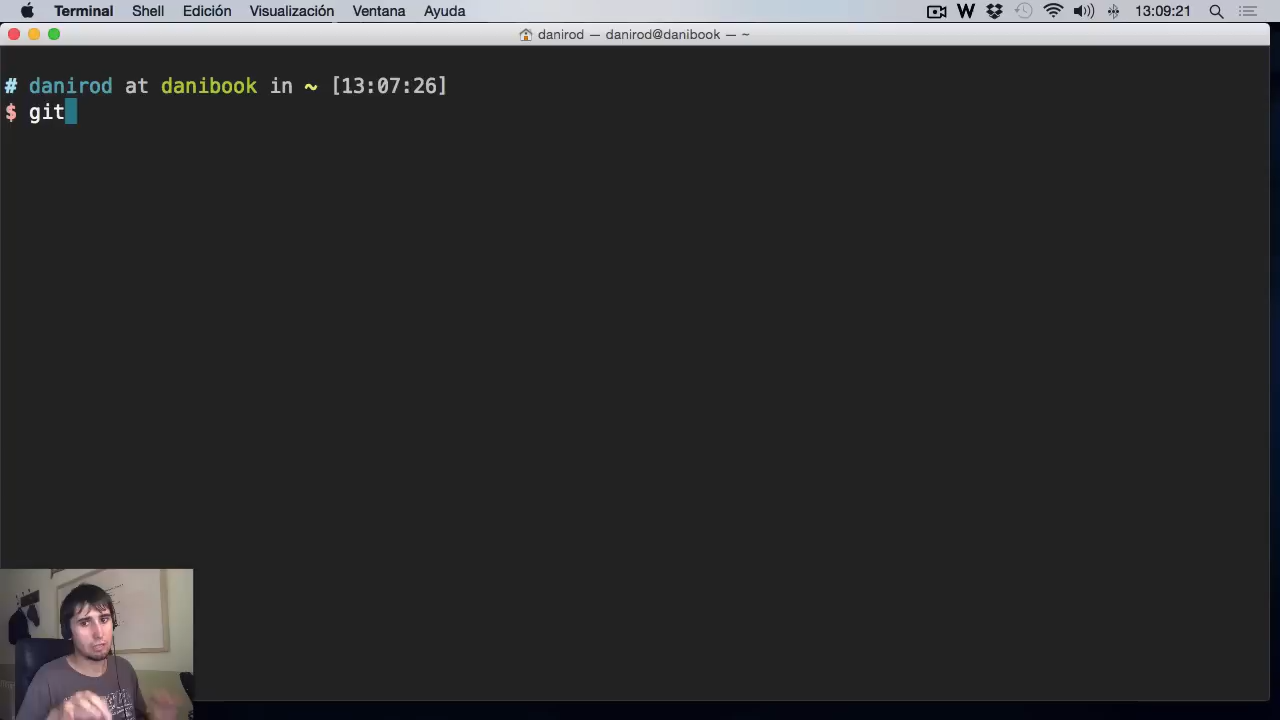 Terminal Shell Edición Visualización Ventana Ayuda W 13:09:21
danirod — danirod@danibook — ~
# danirod at danibook in ~ [13:07:26]
$ git